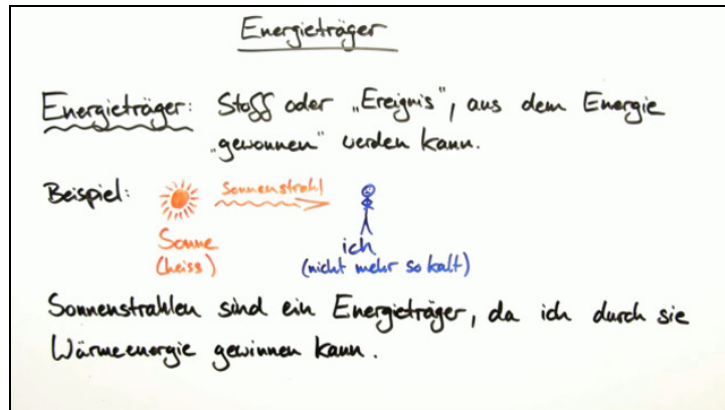 Energieträger
Energieträger: Stoff oder „Ereignis", aus dem Energie
„gewonnen" werden kann.
Beispiel: Sonnenstrahl
Sonne ich
(heiss) (nicht mehr so kalt)
Sonnenstrahlen sind ein Energieträger, da ich durch sie
Wärmeenergie gewinnen kann.